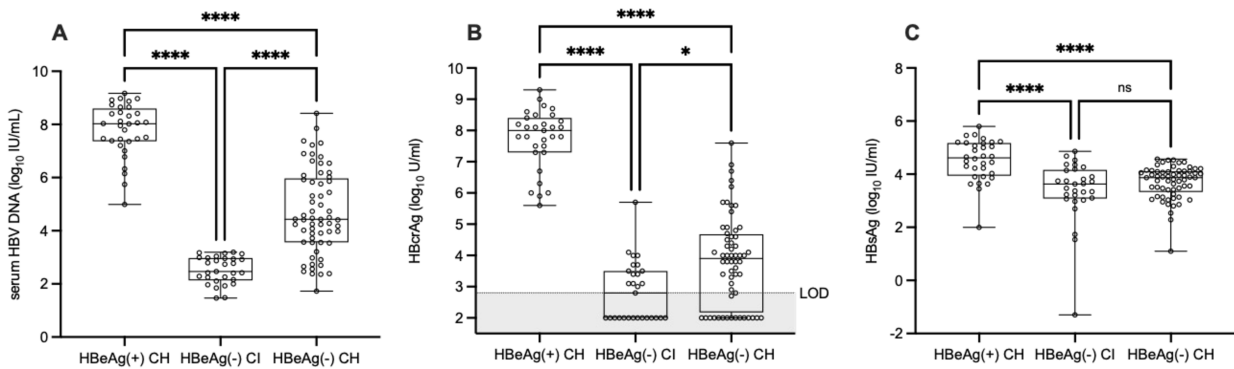 A
****
****
****
serum HBV DNA (log10 IU/mL)
10
8
6
4
2
0
HBeAg(+) CH
HBeAg(-) CI
HBeAg(-) CH
B
****
****
*
HBcrAg (log10 U/ml)
10
9
8
7
6
5
4
3
2
LOD
HBeAg(+) CH
HBeAg(-) CI
HBeAg(-) CH
C
****
****
ns
HBsAg (log10 IU/ml)
8
6
4
2
0
-2
HBeAg(+) CH
HBeAg(-) CI
HBeAg(-) CH